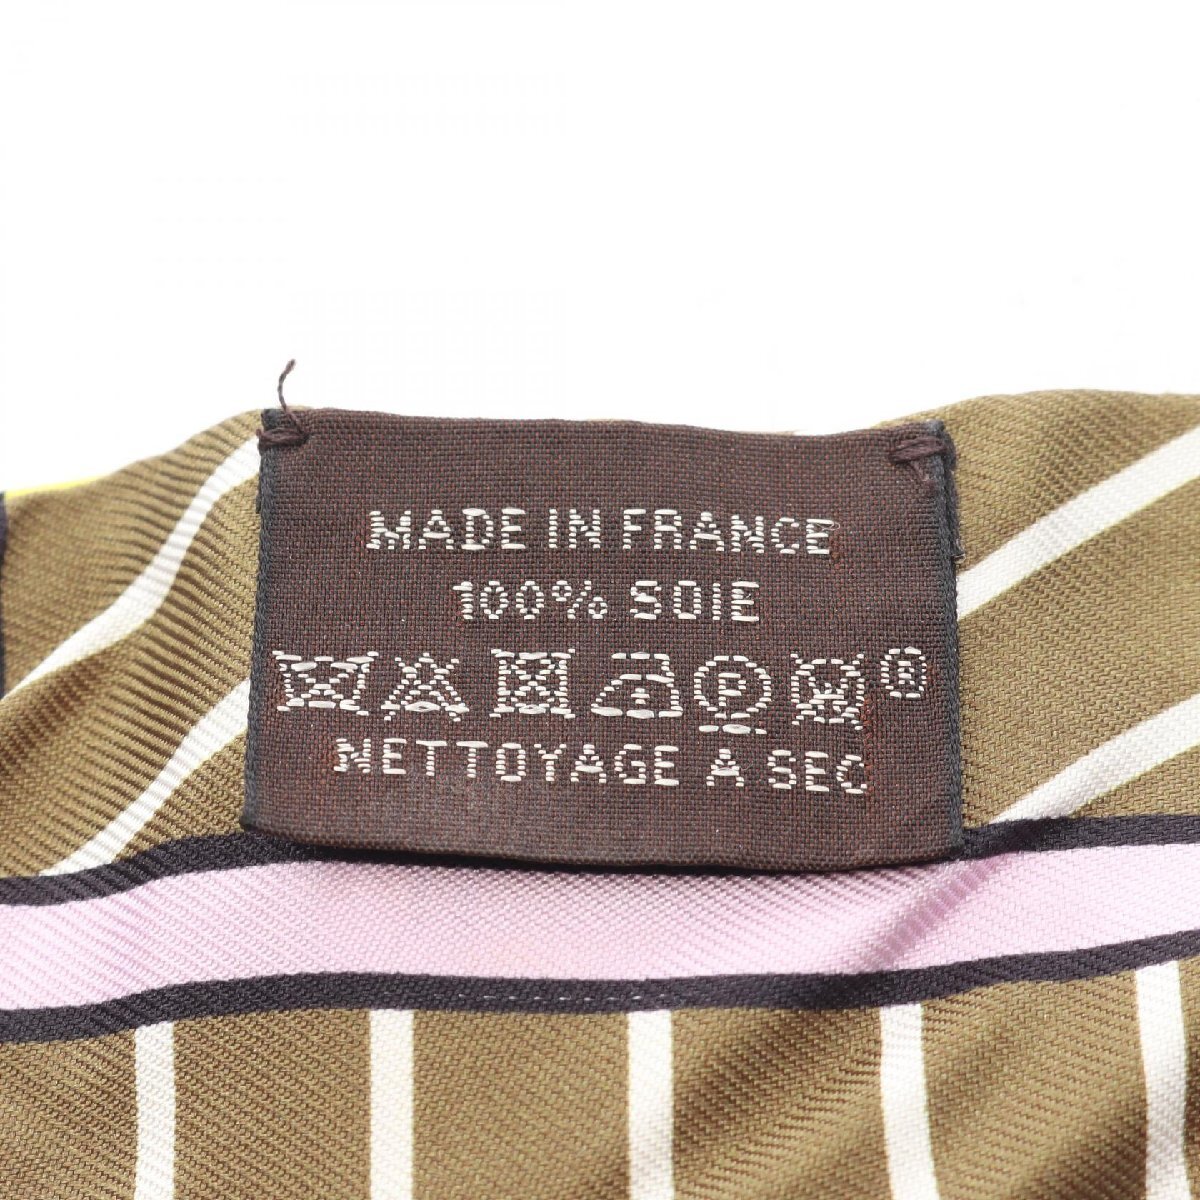 MADE IN FRANCE
100% SOIE
P W ®
NETTOYAGE A SEC